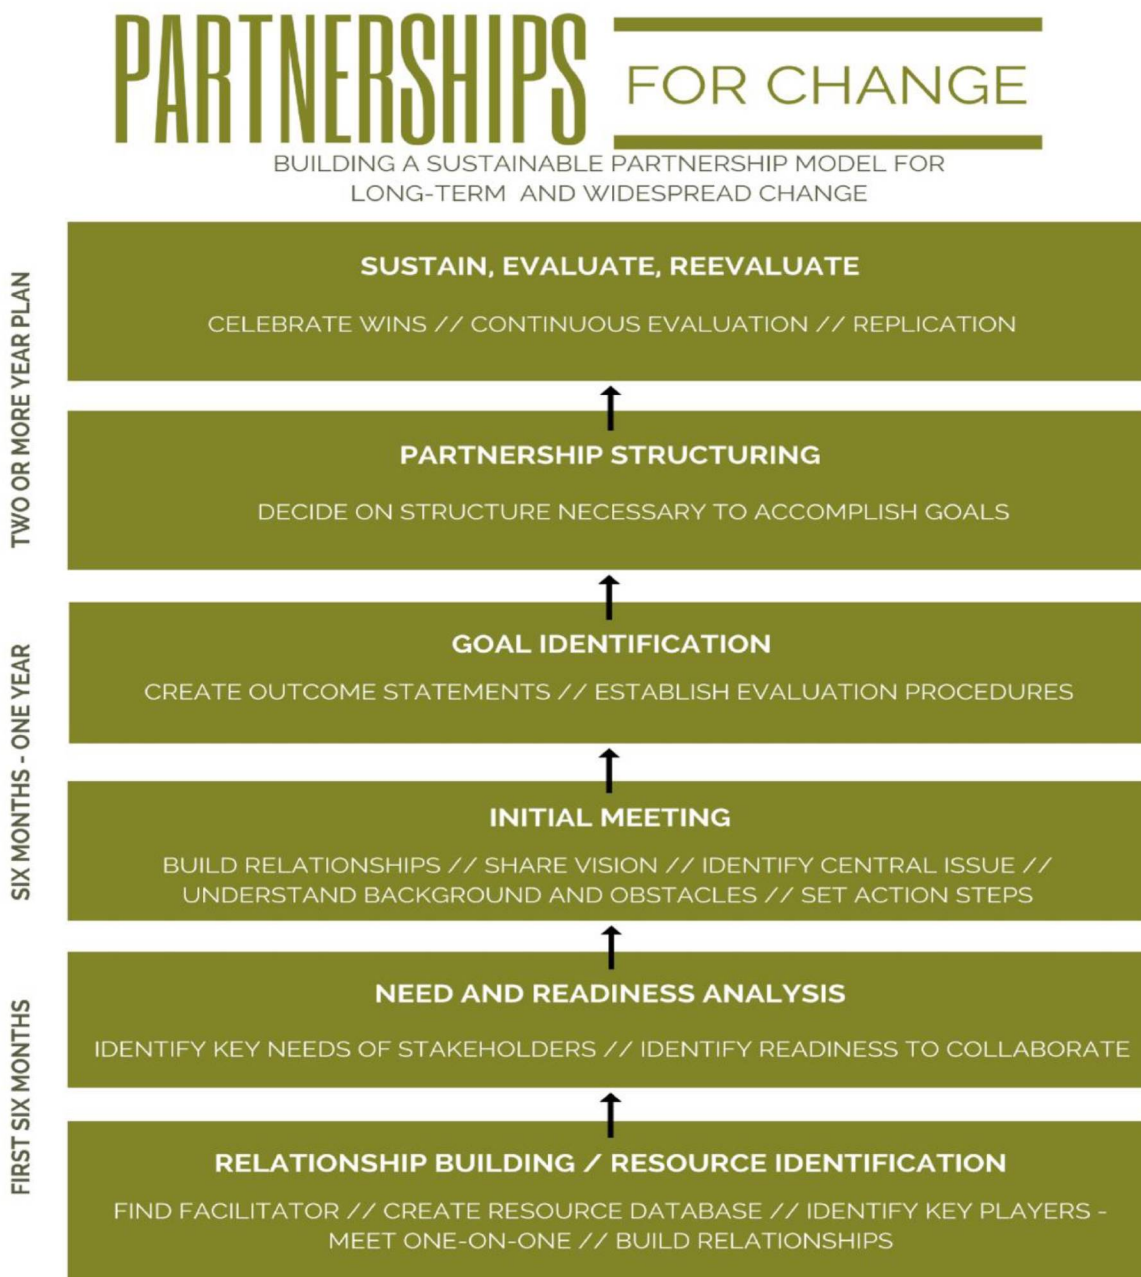 PARTNERSHIPS FOR CHANGE
BUILDING A SUSTAINABLE PARTNERSHIP MODEL FOR
LONG-TERM AND WIDESPREAD CHANGE
TWO OR MORE YEAR PLAN
SUSTAIN, EVALUATE, REEVALUATE
CELEBRATE WINS // CONTINUOUS EVALUATION // REPLICATION
PARTNERSHIP STRUCTURING
DECIDE ON STRUCTURE NECESSARY TO ACCOMPLISH GOALS
SIX MONTHS - ONE YEAR
GOAL IDENTIFICATION
CREATE OUTCOME STATEMENTS // ESTABLISH EVALUATION PROCEDURES
INITIAL MEETING
BUILD RELATIONSHIPS // SHARE VISION // IDENTIFY CENTRAL ISSUE //
UNDERSTAND BACKGROUND AND OBSTACLES // SET ACTION STEPS
FIRST SIX MONTHS
NEED AND READINESS ANALYSIS
IDENTIFY KEY NEEDS OF STAKEHOLDERS // IDENTIFY READINESS TO COLLABORATE
RELATIONSHIP BUILDING / RESOURCE IDENTIFICATION
FIND FACILITATOR // CREATE RESOURCE DATABASE // IDENTIFY KEY PLAYERS -
MEET ONE-ON-ONE // BUILD RELATIONSHIPS